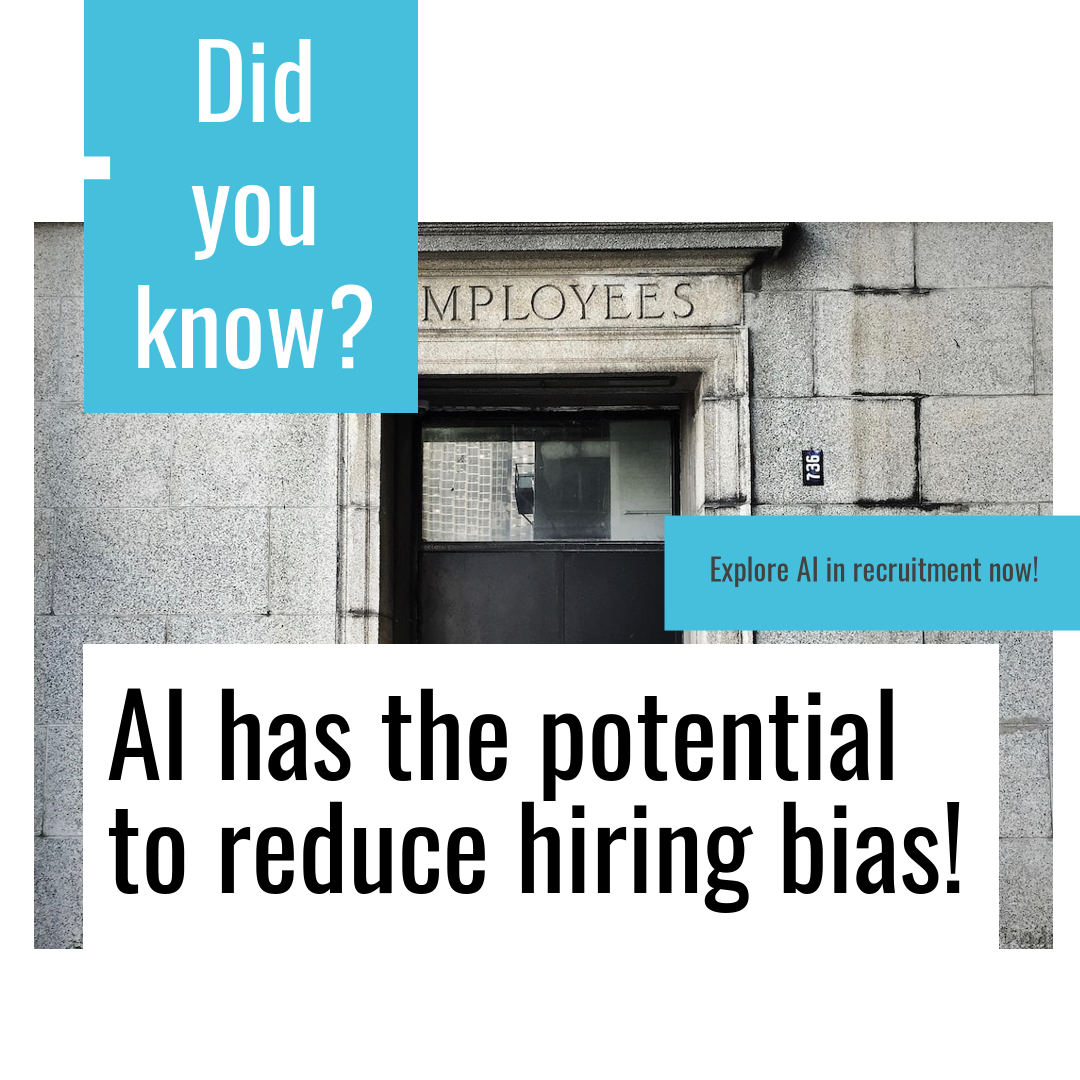 Did
you
know?
MPLOYEES
736
Explore AI in recruitment now!
AI has the potential
to reduce hiring bias!